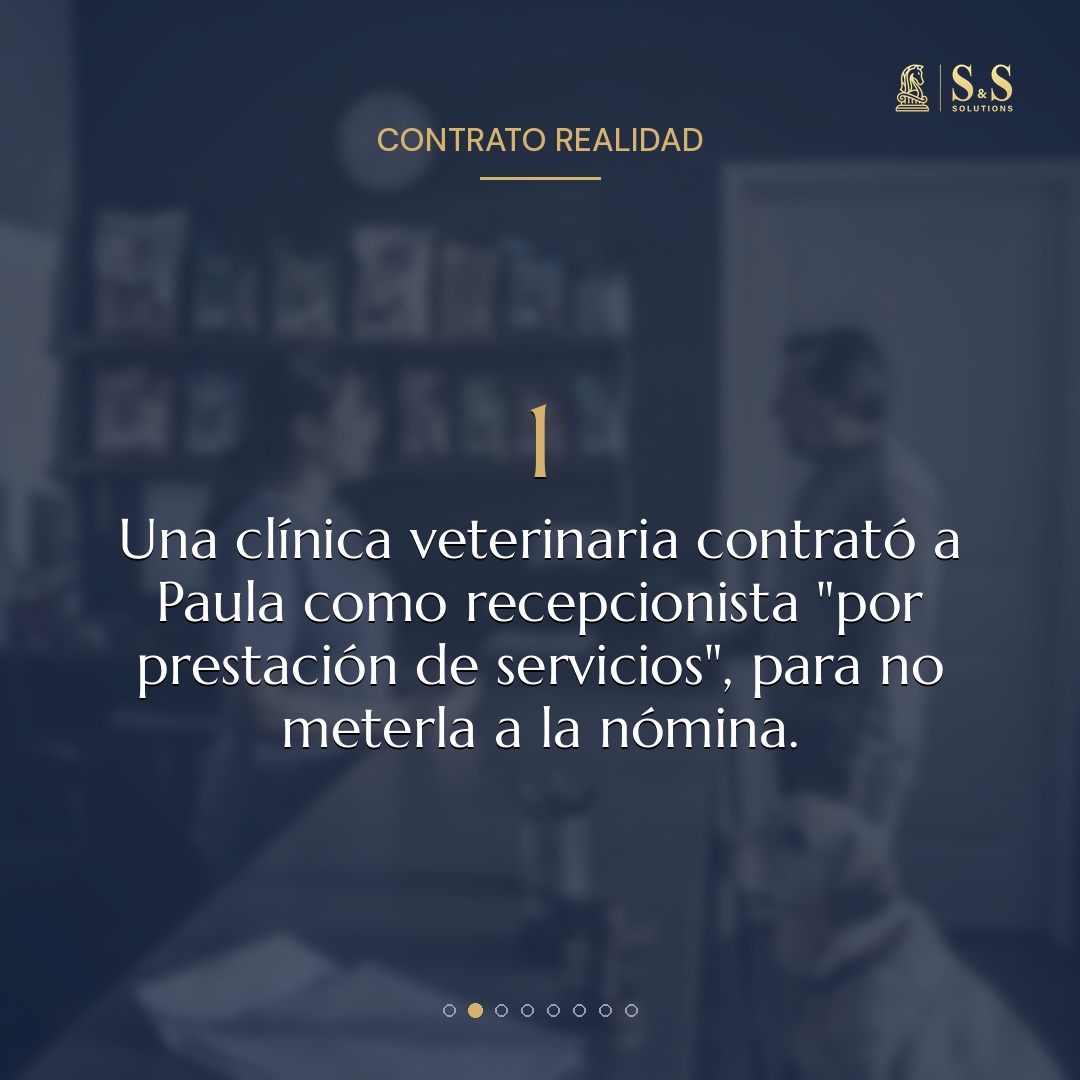 S&S
SOLUTIONS
CONTRATO REALIDAD
1
Una clínica veterinaria contrató a
Paula como recepcionista "por
prestación de servicios", para no
meterla a la nómina.